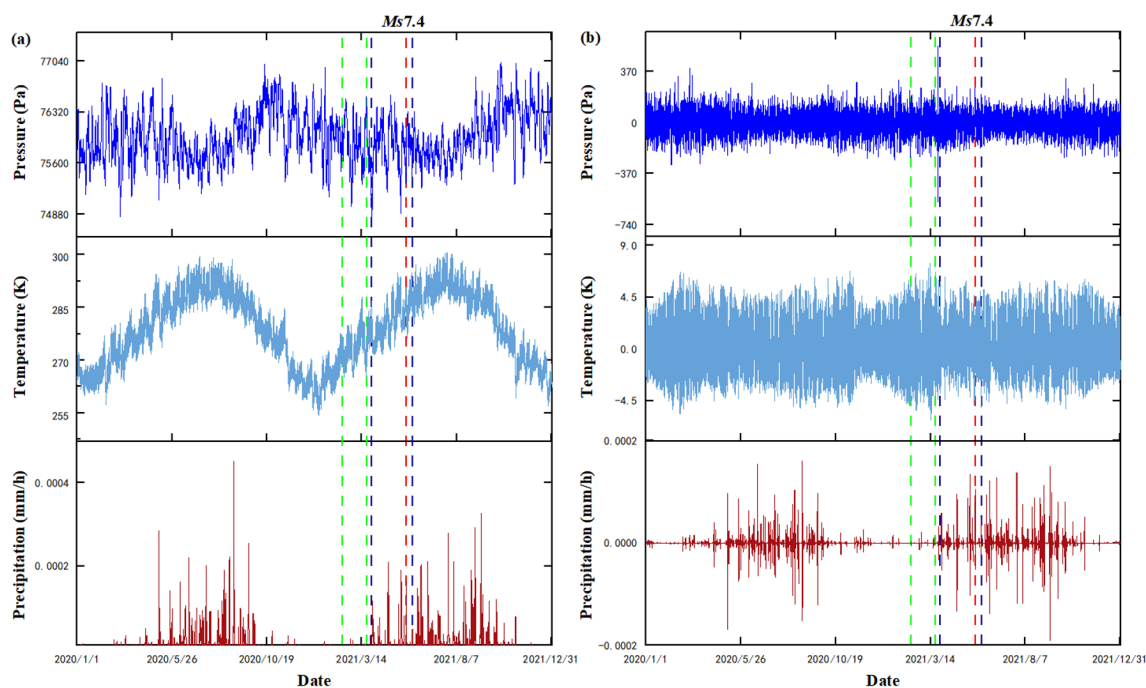 Ms7.4
(a)
Pressure (Pa)
77040
76320
75600
74880
Temperature (K)
300
285
270
255
Precipitation (mm/h)
0.0004
0.0002
2020/1/1 2020/5/26 2020/10/19 2021/3/14 2021/8/7 2021/12/31
Date
Ms7.4
(b)
Pressure (Pa)
370
0
-370
-740
Temperature (K)
9.0
4.5
0.0
-4.5
Precipitation (mm/h)
0.0002
0.0000
-0.0002
2020/1/1 2020/5/26 2020/10/19 2021/3/14 2021/8/7 2021/12/31
Date